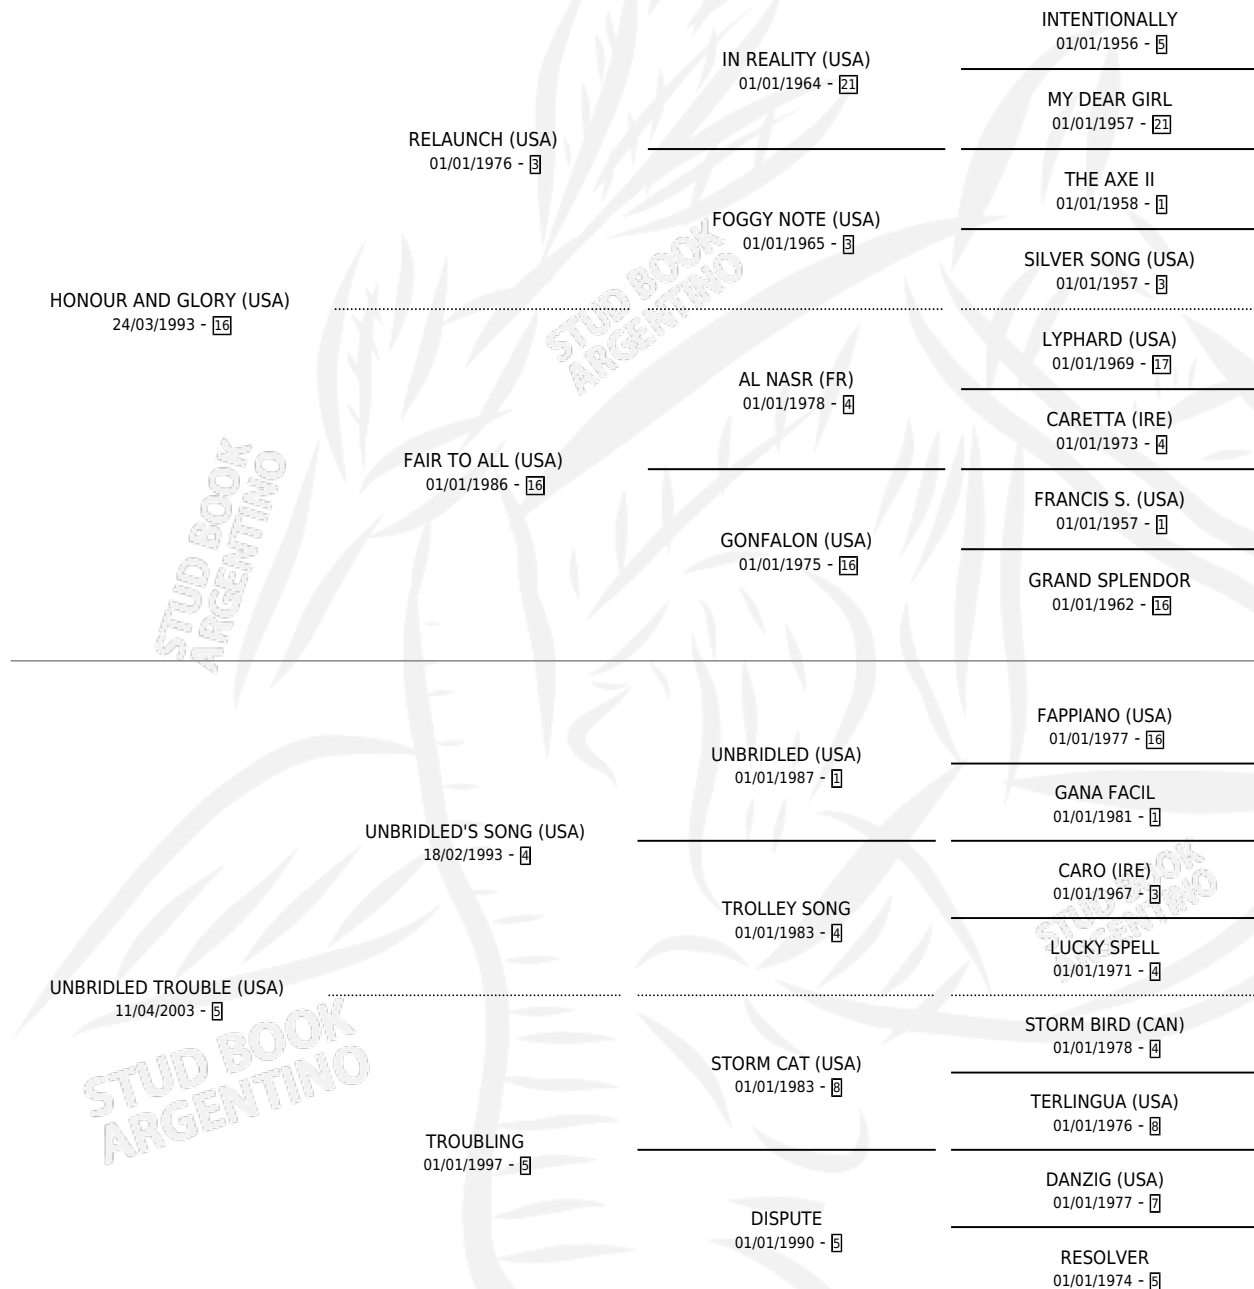 INTENTIONALLY
01/01/1956 - 5
IN REALITY (USA)
01/01/1964 - 21
MY DEAR GIRL
01/01/1957 - 21
RELAUNCH (USA)
01/01/1976 - 3
THE AXE II
01/01/1958 - 1
FOGGY NOTE (USA)
01/01/1965 - 3
SILVER SONG (USA)
01/01/1957 - 3
HONOUR AND GLORY (USA)
24/03/1993 - 16
LYPHARD (USA)
01/01/1969 - 17
AL NASR (FR)
01/01/1978 - 4
CARETTA (IRE)
01/01/1973 - 4
FAIR TO ALL (USA)
01/01/1986 - 16
FRANCIS S. (USA)
01/01/1957 - 1
GONFALON (USA)
01/01/1975 - 16
GRAND SPLENDOR
01/01/1962 - 16
FAPPIANO (USA)
01/01/1977 - 16
UNBRIDLED (USA)
01/01/1987 - 1
GANA FACIL
01/01/1981 - 1
UNBRIDLED'S SONG (USA)
18/02/1993 - 4
CARO (IRE)
01/01/1967 - 3
TROLLEY SONG
01/01/1983 - 4
LUCKY SPELL
01/01/1971 - 4
UNBRIDLED TROUBLE (USA)
11/04/2003 - 5
STORM BIRD (CAN)
01/01/1978 - 4
STORM CAT (USA)
01/01/1983 - 8
TERLINGUA (USA)
01/01/1976 - 8
TROUBLING
01/01/1997 - 5
DANZIG (USA)
01/01/1977 - 7
DISPUTE
01/01/1990 - 5
RESOLVER
01/01/1974 - 5
STUD BOOK
ARGENTINO
STUD BOOK
ARGENTINO
STUD BOOK
ARGENTINO
STUD BOOK
ARGENTINO